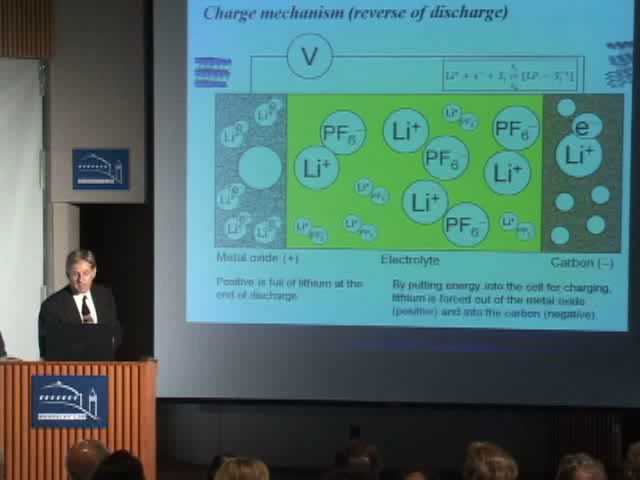 Charge mechanism (reverse of discharge)
V
Li⁺ + e⁻ + S
e
Li⁺
PF₆⁻
Li⁺
PF₆⁻
Li⁺
PF₆⁻
Li⁺
Li⁺
PF₆⁻
e
Li⁺
Metal oxide (+)
Electrolyte
Carbon (–)
Positive is full of lithium at the
end of discharge
By putting energy into the cell for charging,
lithium is forced out of the metal oxide
(positive) and into the carbon (negative).